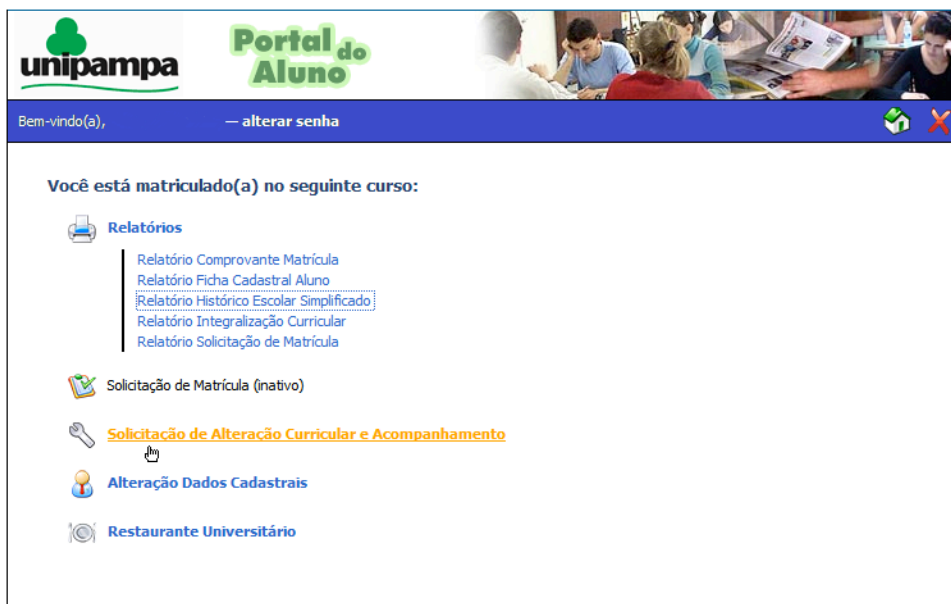 unipampa
Portal do Aluno
Bem-vindo(a), — alterar senha
Você está matriculado(a) no seguinte curso:
Relatórios
Relatório Comprovante Matrícula
Relatório Ficha Cadastral Aluno
Relatório Histórico Escolar Simplificado
Relatório Integralização Curricular
Relatório Solicitação de Matrícula
Solicitação de Matrícula (inativo)
Solicitação de Alteração Curricular e Acompanhamento
Alteração Dados Cadastrais
Restaurante Universitário